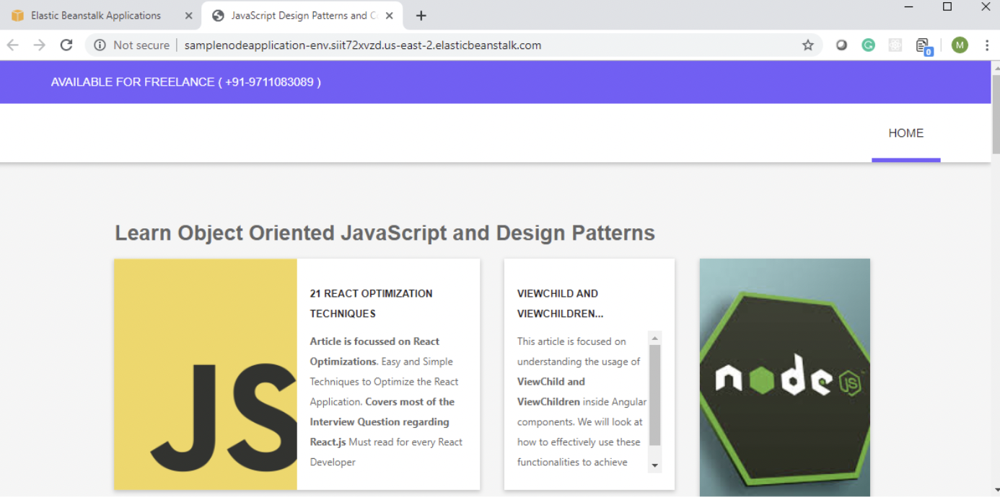 Elastic Beanstalk Applications
JavaScript Design Patterns and
Not secure
samplenodeapplication-env.siit72xvzd.us-east-2.elasticbeanstalk.com
G
0
M
AVAILABLE FOR FREELANCE ( +91-9711083089 )
HOME
Learn Object Oriented JavaScript and Design Patterns
JS
21 REACT OPTIMIZATION
TECHNIQUES
Article is focussed on React
Optimizations. Easy and Simple
Techniques to Optimize the React
Application. Covers most of the
Interview Question regarding
React.js Must read for every React
Developer
VIEWCHILD AND
VIEWCHILDREN...
This article is focused on
understanding the usage of
ViewChild and
ViewChildren inside Angular
components. We will look at
how to effectively use these
functionalities to achieve
node JS